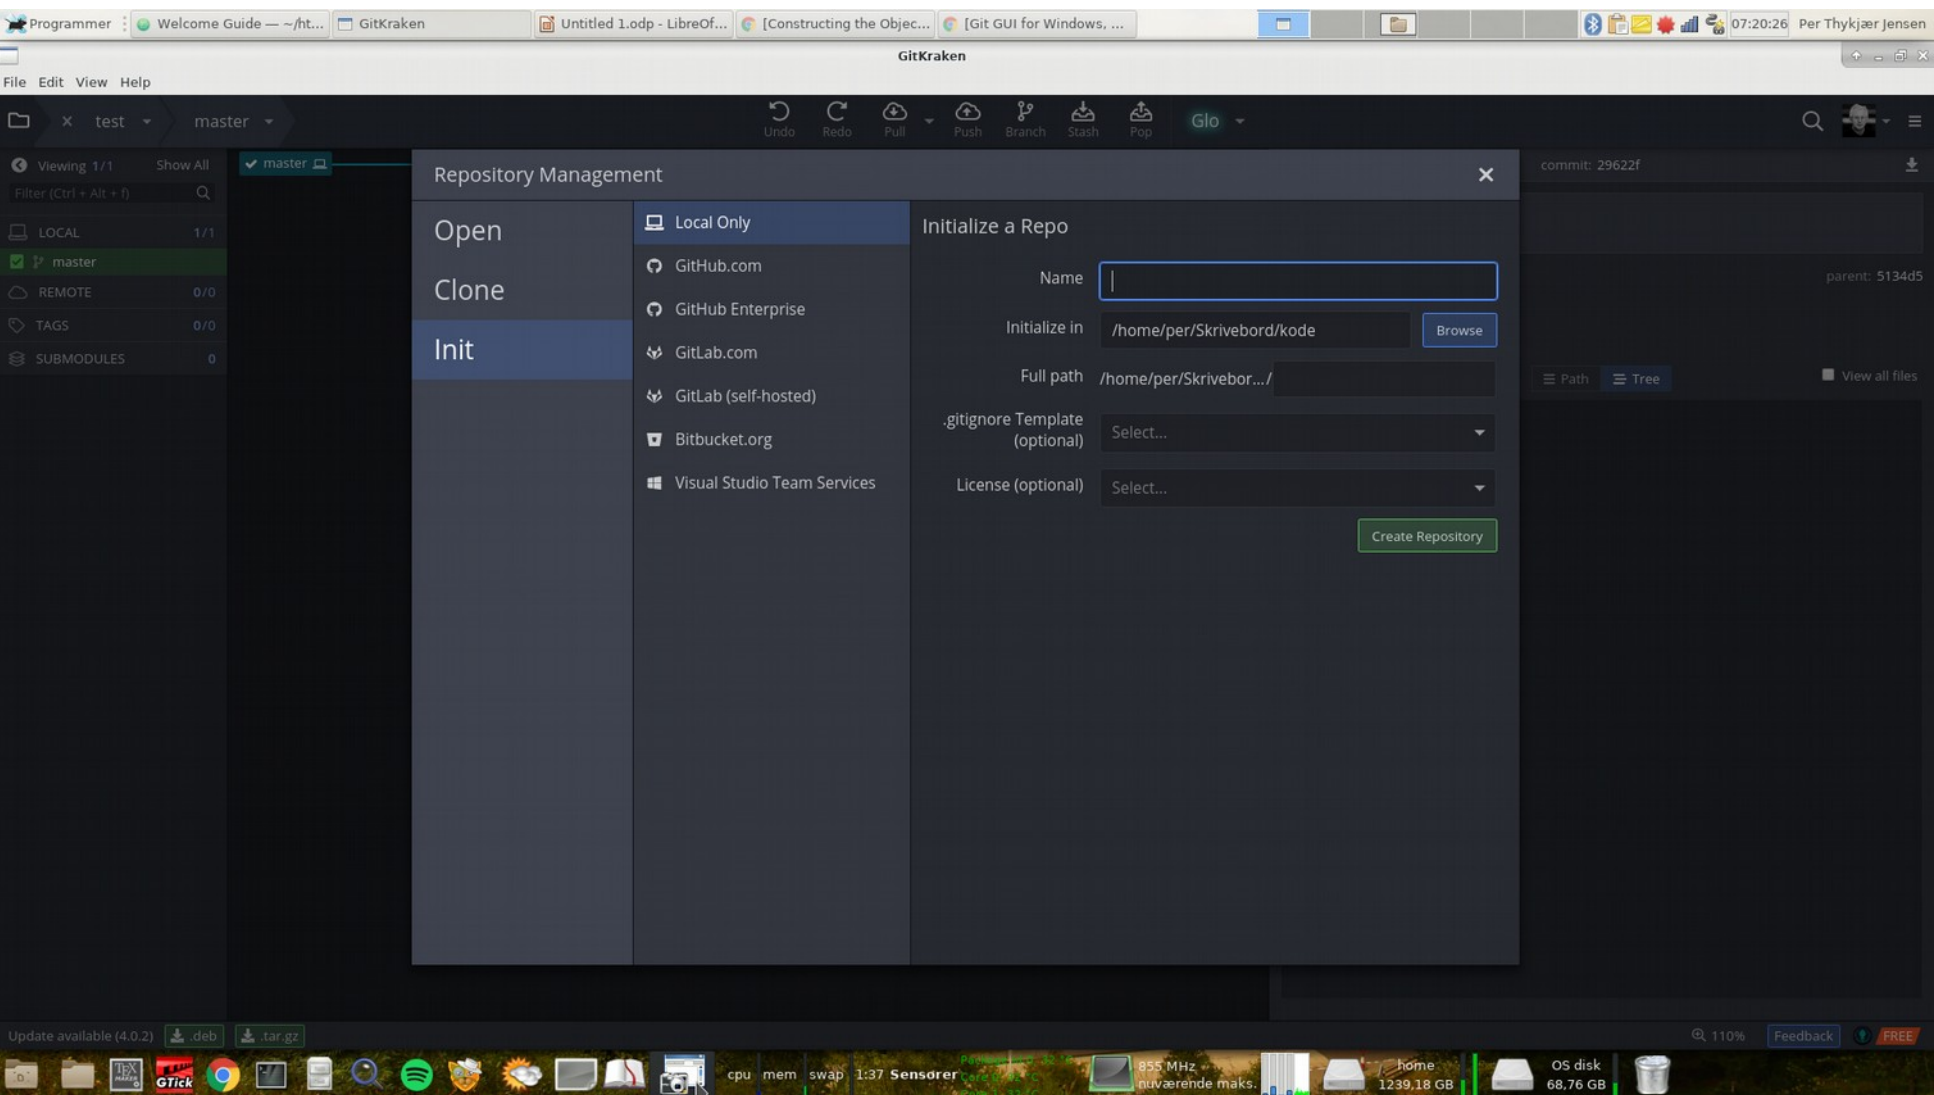 Programmer
Welcome Guide — ~/ht...
GitKraken
Untitled 1.odp - LibreOf...
[Constructing the Objec...
[Git GUI for Windows, ...
07:20:26
Per Thykjær Jensen
GitKraken
File Edit View Help
test
master
Undo
Redo
Pull
Push
Branch
Stash
Pop
Glo
Viewing 1/1
Show All
Filter (Ctrl + Alt + f)
LOCAL 1/1
master
REMOTE 0/0
TAGS 0/0
SUBMODULES 0
master
Repository Management
Open
Clone
Init
Local Only
GitHub.com
GitHub Enterprise
GitLab.com
GitLab (self-hosted)
Bitbucket.org
Visual Studio Team Services
Initialize a Repo
Name
Initialize in /home/per/Skrivebord/kode Browse
Full path /home/per/Skrivebor.../
.gitignore Template
(optional)
Select...
License (optional) Select...
Create Repository
commit: 29622f
parent: 5134d5
Path
Tree
View all files
Update available (4.0.2) .deb .tar.gz
110% Feedback FREE
TEX
MAKER
GTick
cpu mem swap 1:37 Sensorer
855 MHz
nuværende maks.
home
1239,18 GB
OS disk
68,76 GB